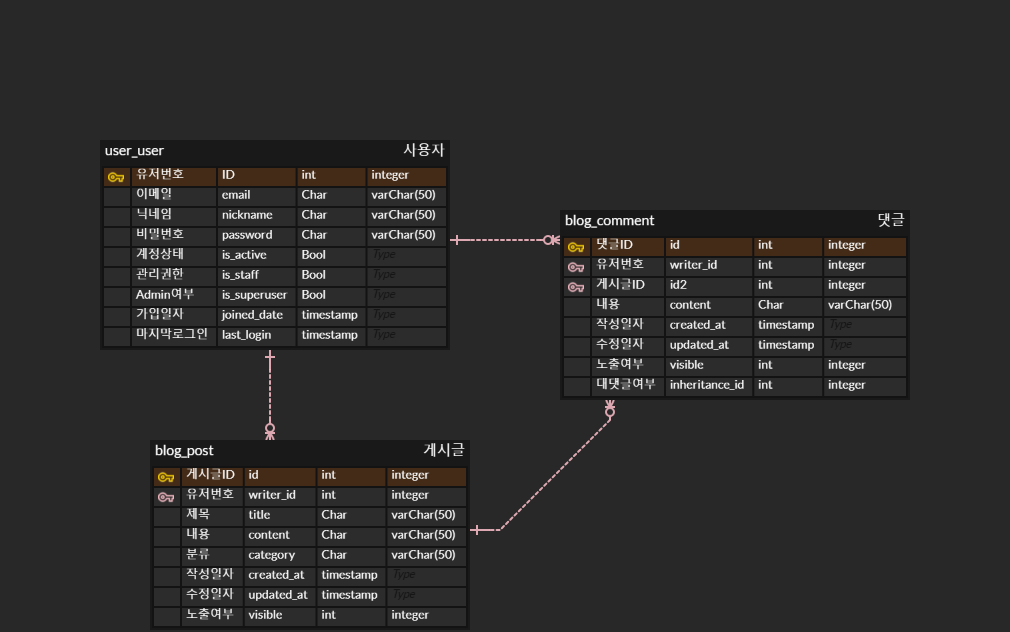 user_user 사용자
유저번호 ID int integer
이메일 email Char varChar(50)
닉네임 nickname Char varChar(50)
비밀번호 password Char varChar(50)
계정상태 is_active Bool Type
관리권한 is_staff Bool Type
Admin여부 is_superuser Bool Type
가입일자 joined_date timestamp Type
마지막로그인 last_login timestamp Type
blog_comment 댓글
댓글ID id int integer
유저번호 writer_id int integer
게시글ID id2 int integer
내용 content Char varChar(50)
작성일자 created_at timestamp Type
수정일자 updated_at timestamp Type
노출여부 visible int integer
대댓글여부 inheritance_id int integer
blog_post 게시글
게시글ID id int integer
유저번호 writer_id int integer
제목 title Char varChar(50)
내용 content Char varChar(50)
분류 category Char varChar(50)
작성일자 created_at timestamp Type
수정일자 updated_at timestamp Type
노출여부 visible int integer